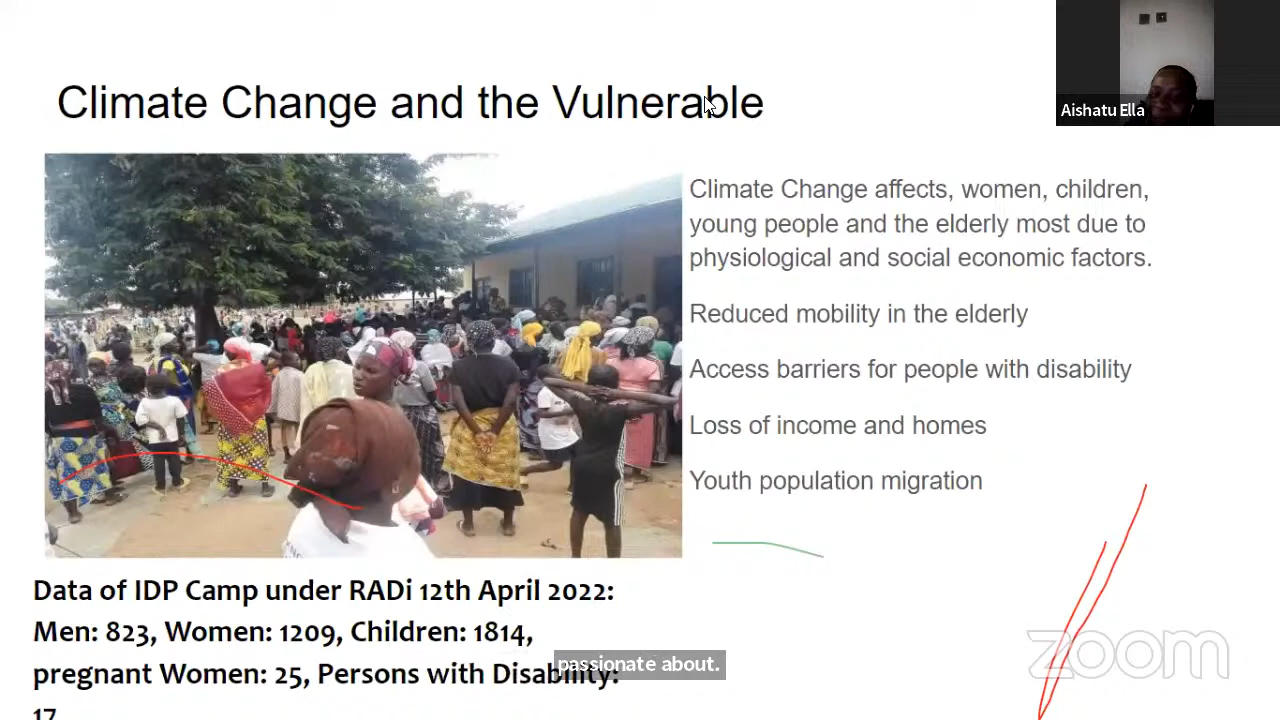 Climate Change and the Vulnerable
Aishatu Ella
Climate Change affects, women, children,
young people and the elderly most due to
physiological and social economic factors.
Reduced mobility in the elderly
Access barriers for people with disability
Loss of income and homes
Youth population migration
Data of IDP Camp under RADi 12th April 2022:
Men: 823, Women: 1209, Children: 1814,
pregnant Women: 25, Persons with Disability:
17
passionate about.
zoom